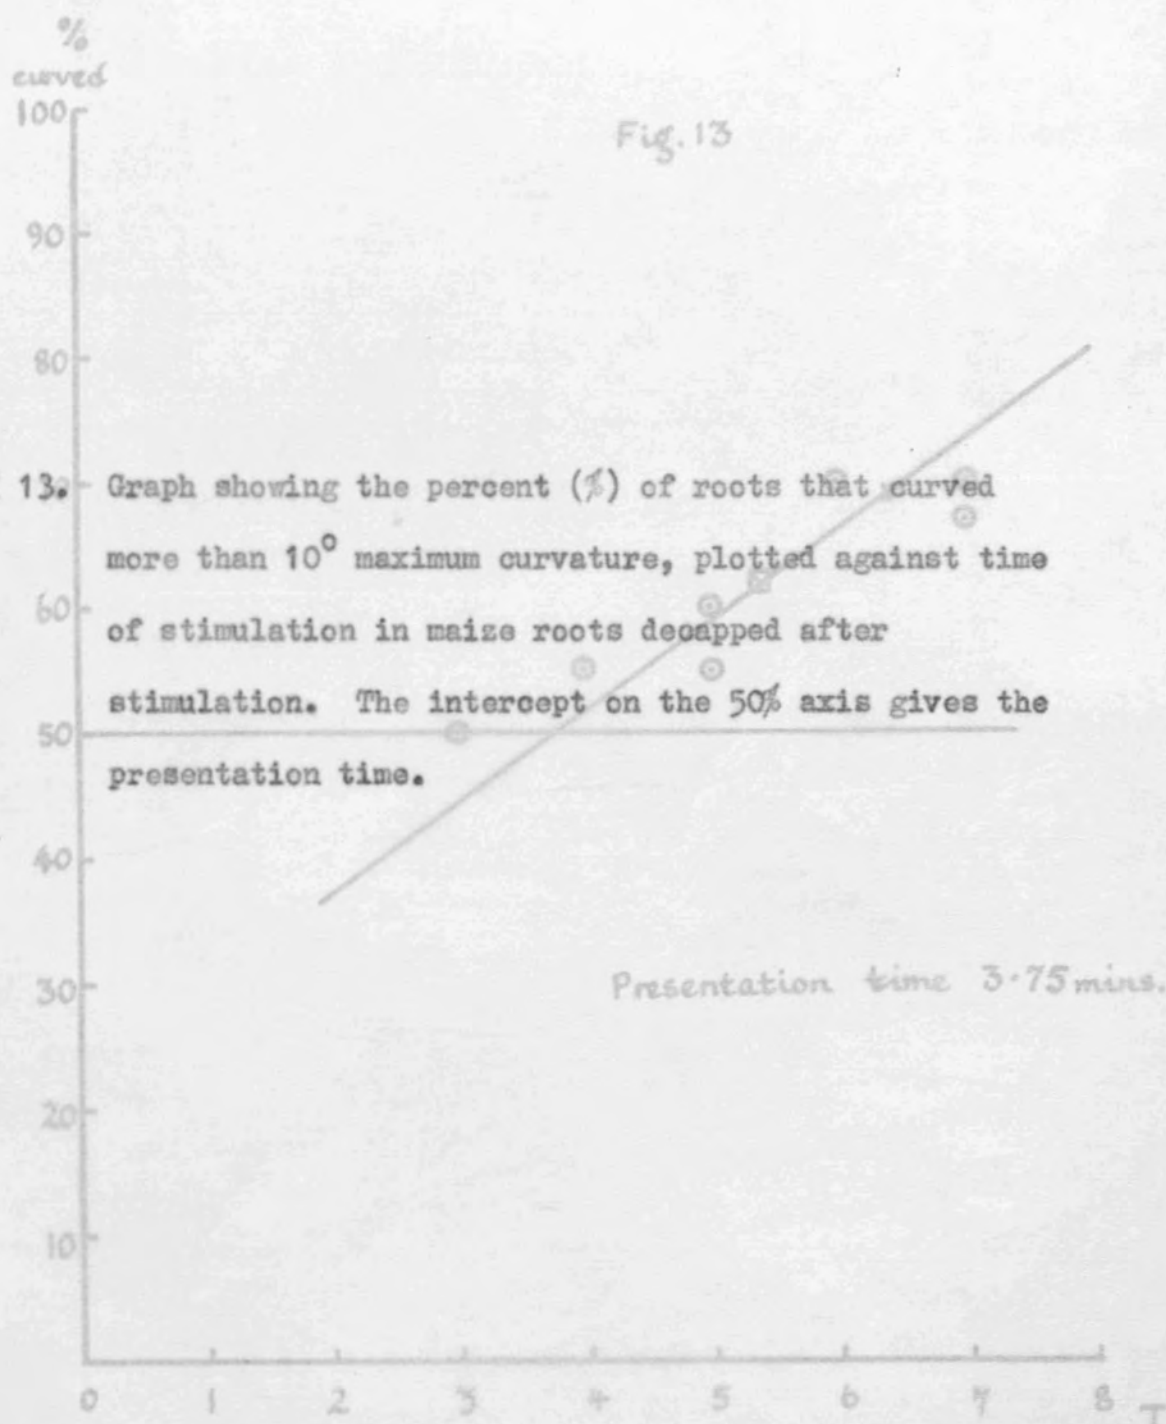 %
curved
100
Fig. 13
90
80
13. Graph showing the percent (%) of roots that curved
more than 10° maximum curvature, plotted against time
60
of stimulation in maize roots decapped after
stimulation. The intercept on the 50% axis gives the
50
presentation time.
40
30
Presentation time 3·75 mins.
20
10
0 1 2 3 4 5 6 7 8